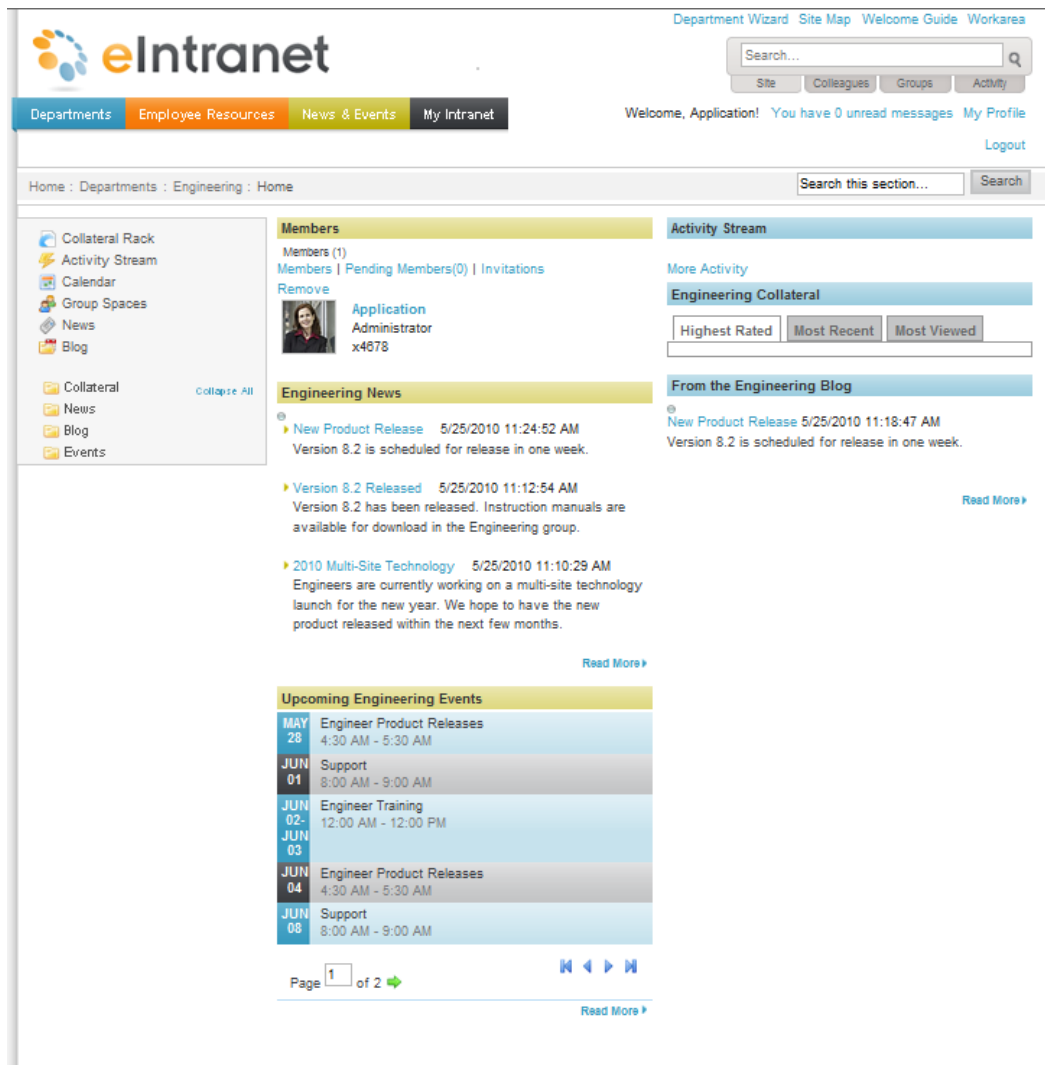 Department Wizard Site Map Welcome Guide Workarea
eIntranet
Search...
Site Colleagues Groups Activity
Departments Employee Resources News & Events My Intranet
Welcome, Application! You have 0 unread messages My Profile
Logout
Home : Departments : Engineering : Home
Search this section... Search
Collateral Rack
Activity Stream
Calendar
Group Spaces
News
Blog
Collateral Collapse All
News
Blog
Events
Members
Members (1)
Members | Pending Members(0) | Invitations
Remove
Application
Administrator
x4678
Engineering News
New Product Release 5/25/2010 11:24:52 AM
Version 8.2 is scheduled for release in one week.
Version 8.2 Released 5/25/2010 11:12:54 AM
Version 8.2 has been released. Instruction manuals are
available for download in the Engineering group.
2010 Multi-Site Technology 5/25/2010 11:10:29 AM
Engineers are currently working on a multi-site technology
launch for the new year. We hope to have the new
product released within the next few months.
Read More
Upcoming Engineering Events
MAY
28
Engineer Product Releases
4:30 AM - 5:30 AM
JUN
01
Support
8:00 AM - 9:00 AM
JUN
02-
JUN
03
Engineer Training
12:00 AM - 12:00 PM
JUN
04
Engineer Product Releases
4:30 AM - 5:30 AM
JUN
08
Support
8:00 AM - 9:00 AM
Page 1 of 2
Read More
Activity Stream
More Activity
Engineering Collateral
Highest Rated Most Recent Most Viewed
From the Engineering Blog
New Product Release 5/25/2010 11:18:47 AM
Version 8.2 is scheduled for release in one week.
Read More